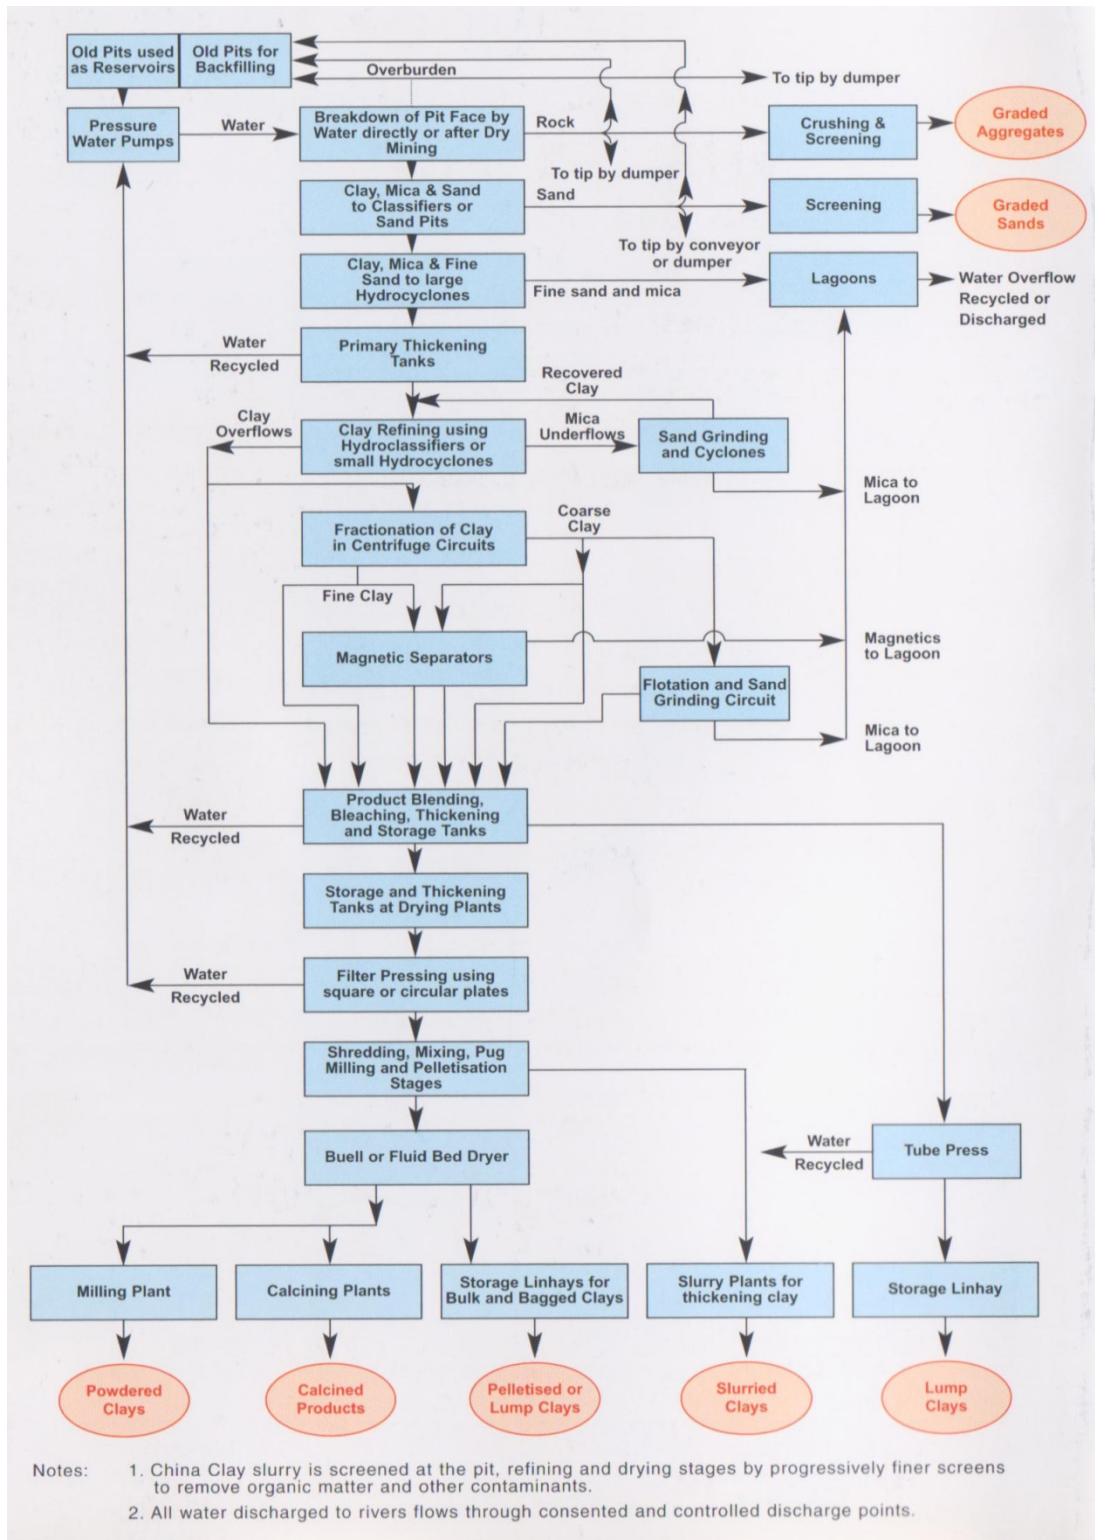 Old Pits used
as Reservoirs
Old Pits for
Backfilling
Overburden
To tip by dumper
Pressure
Water Pumps
Water
Breakdown of Pit Face by
Water directly or after Dry
Mining
Rock
Crushing &
Screening
Graded
Aggregates
To tip by dumper
Clay, Mica & Sand
to Classifiers or
Sand Pits
Sand
Screening
Graded
Sands
To tip by conveyor
or dumper
Clay, Mica & Fine
Sand to large
Hydrocyclones
Fine sand and mica
Lagoons
Water Overflow
Recycled or
Discharged
Water
Recycled
Primary Thickening
Tanks
Recovered
Clay
Clay
Overflows
Clay Refining using
Hydroclassifiers or
small Hydrocyclones
Mica
Underflows
Sand Grinding
and Cyclones
Mica to
Lagoon
Fractionation of Clay
in Centrifuge Circuits
Coarse
Clay
Fine Clay
Magnetic Separators
Magnetics
to Lagoon
Flotation and Sand
Grinding Circuit
Mica to
Lagoon
Water
Recycled
Product Blending,
Bleaching, Thickening
and Storage Tanks
Storage and Thickening
Tanks at Drying Plants
Water
Recycled
Filter Pressing using
square or circular plates
Shredding, Mixing, Pug
Milling and Pelletisation
Stages
Buell or Fluid Bed Dryer
Water
Recycled
Tube Press
Milling Plant
Calcining Plants
Storage Linhays for
Bulk and Bagged Clays
Slurry Plants for
thickening clay
Storage Linhay
Powdered
Clays
Calcined
Products
Pelletised or
Lump Clays
Slurried
Clays
Lump
Clays
Notes: 1. China Clay slurry is screened at the pit, refining and drying stages by progressively finer screens
to remove organic matter and other contaminants.
2. All water discharged to rivers flows through consented and controlled discharge points.